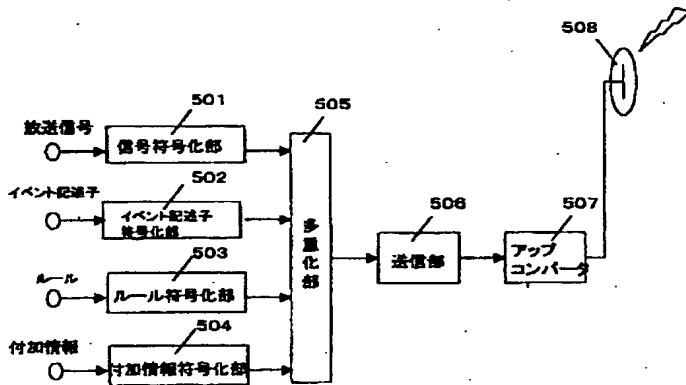 508
501
505
放送信号
信号符号化部
イベント記述子
502
イベント記述子
符号化部
506
507
503
多重化部
送信部
アップ
コンバータ
ルール
ルール符号化部
504
付加情報
付加情報符号化部